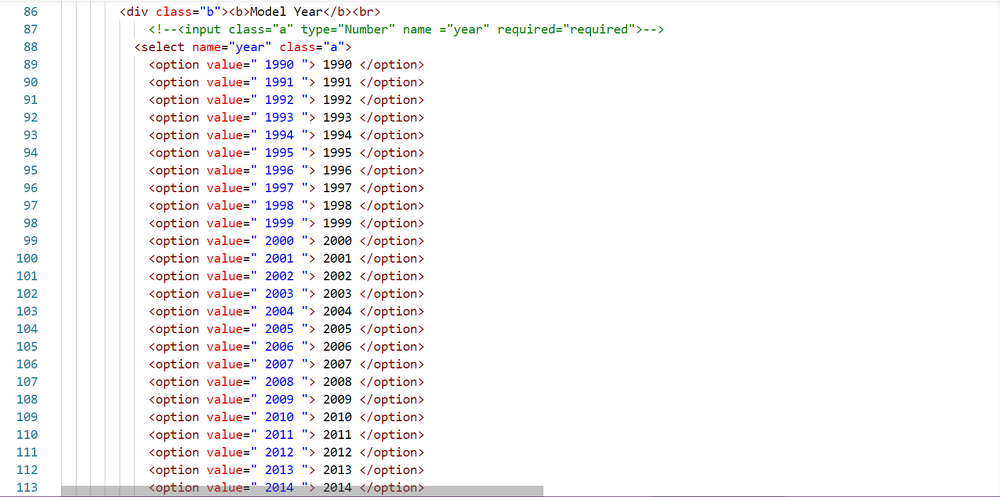 86 <div class="b"><b>Model Year</b><br>
87 <!--<input class="a" type="Number" name ="year" required="required">-->
88 <select name="year" class="a">
89 <option value=" 1990 "> 1990 </option>
90 <option value=" 1991 "> 1991 </option>
91 <option value=" 1992 "> 1992 </option>
92 <option value=" 1993 "> 1993 </option>
93 <option value=" 1994 "> 1994 </option>
94 <option value=" 1995 "> 1995 </option>
95 <option value=" 1996 "> 1996 </option>
96 <option value=" 1997 "> 1997 </option>
97 <option value=" 1998 "> 1998 </option>
98 <option value=" 1999 "> 1999 </option>
99 <option value=" 2000 "> 2000 </option>
100 <option value=" 2001 "> 2001 </option>
101 <option value=" 2002 "> 2002 </option>
102 <option value=" 2003 "> 2003 </option>
103 <option value=" 2004 "> 2004 </option>
104 <option value=" 2005 "> 2005 </option>
105 <option value=" 2006 "> 2006 </option>
106 <option value=" 2007 "> 2007 </option>
107 <option value=" 2008 "> 2008 </option>
108 <option value=" 2009 "> 2009 </option>
109 <option value=" 2010 "> 2010 </option>
110 <option value=" 2011 "> 2011 </option>
111 <option value=" 2012 "> 2012 </option>
112 <option value=" 2013 "> 2013 </option>
113 <option value=" 2014 "> 2014 </option>